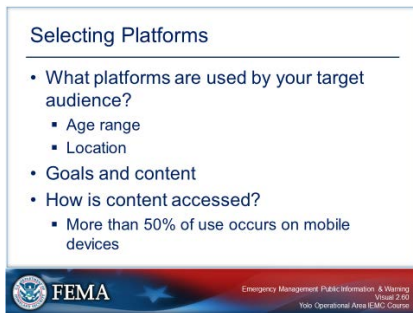 Selecting Platforms
• What platforms are used by your target
audience?
▪ Age range
▪ Location
• Goals and content
• How is content accessed?
▪ More than 50% of use occurs on mobile
devices
FEMA
Emergency Management Public Information & Warning
Visual 2.60
Yolo Operational Area IEMC Course